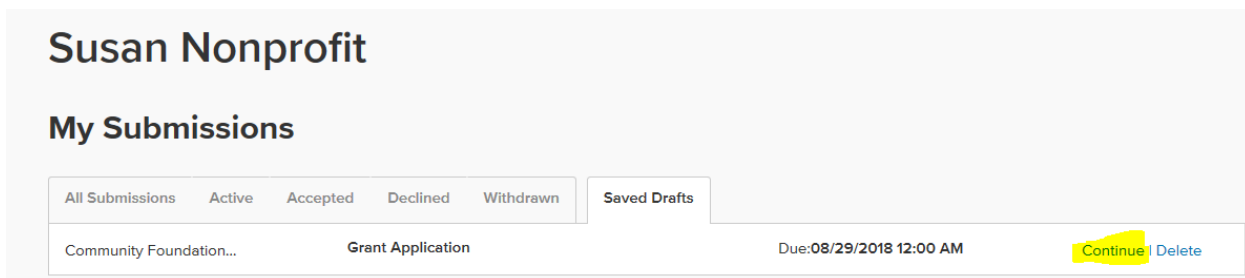 Susan Nonprofit
My Submissions
All Submissions Active Accepted Declined Withdrawn Saved Drafts
Community Foundation... Grant Application Due:08/29/2018 12:00 AM Continue | Delete